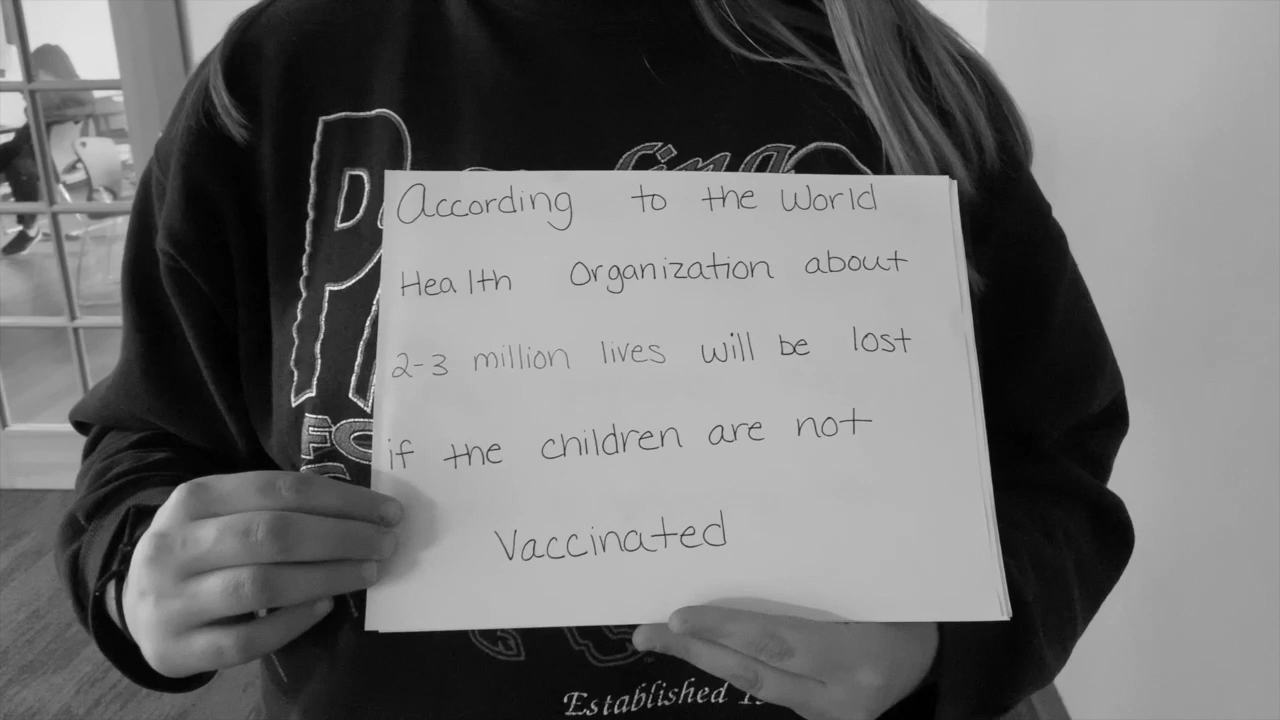 According to the World
Health Organization about
2-3 million lives will be lost
if the children are not
Vaccinated
Established